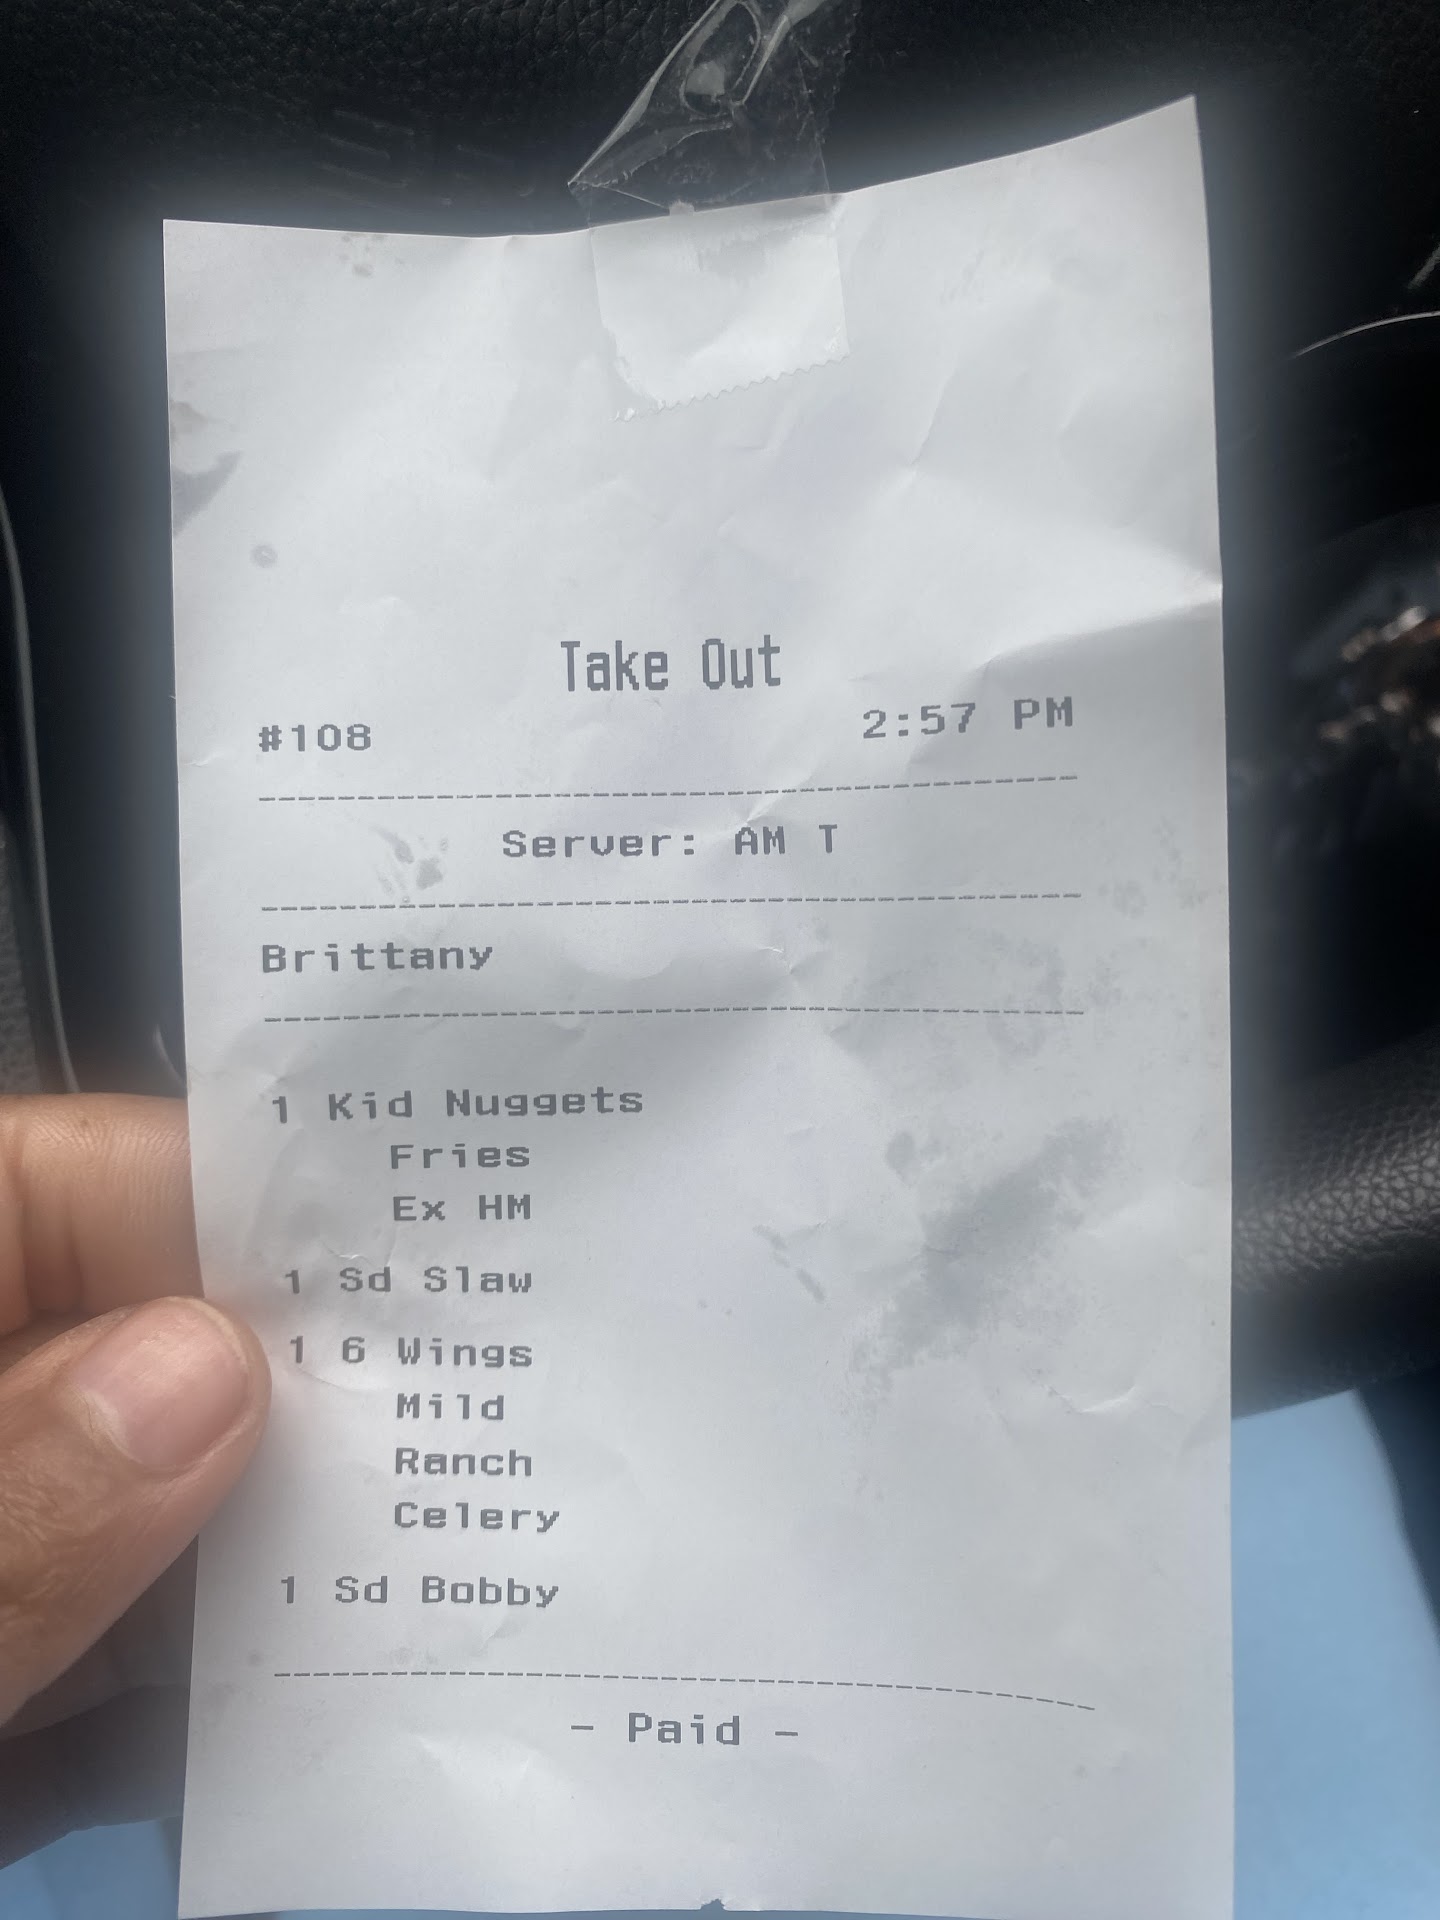 Take Out
#108 2:57 PM
Server: AM T
Brittany
1 Kid Nuggets
Fries
Ex HM
1 Sd Slaw
1 6 Wings
Mild
Ranch
Celery
1 Sd Bobby
- Paid -